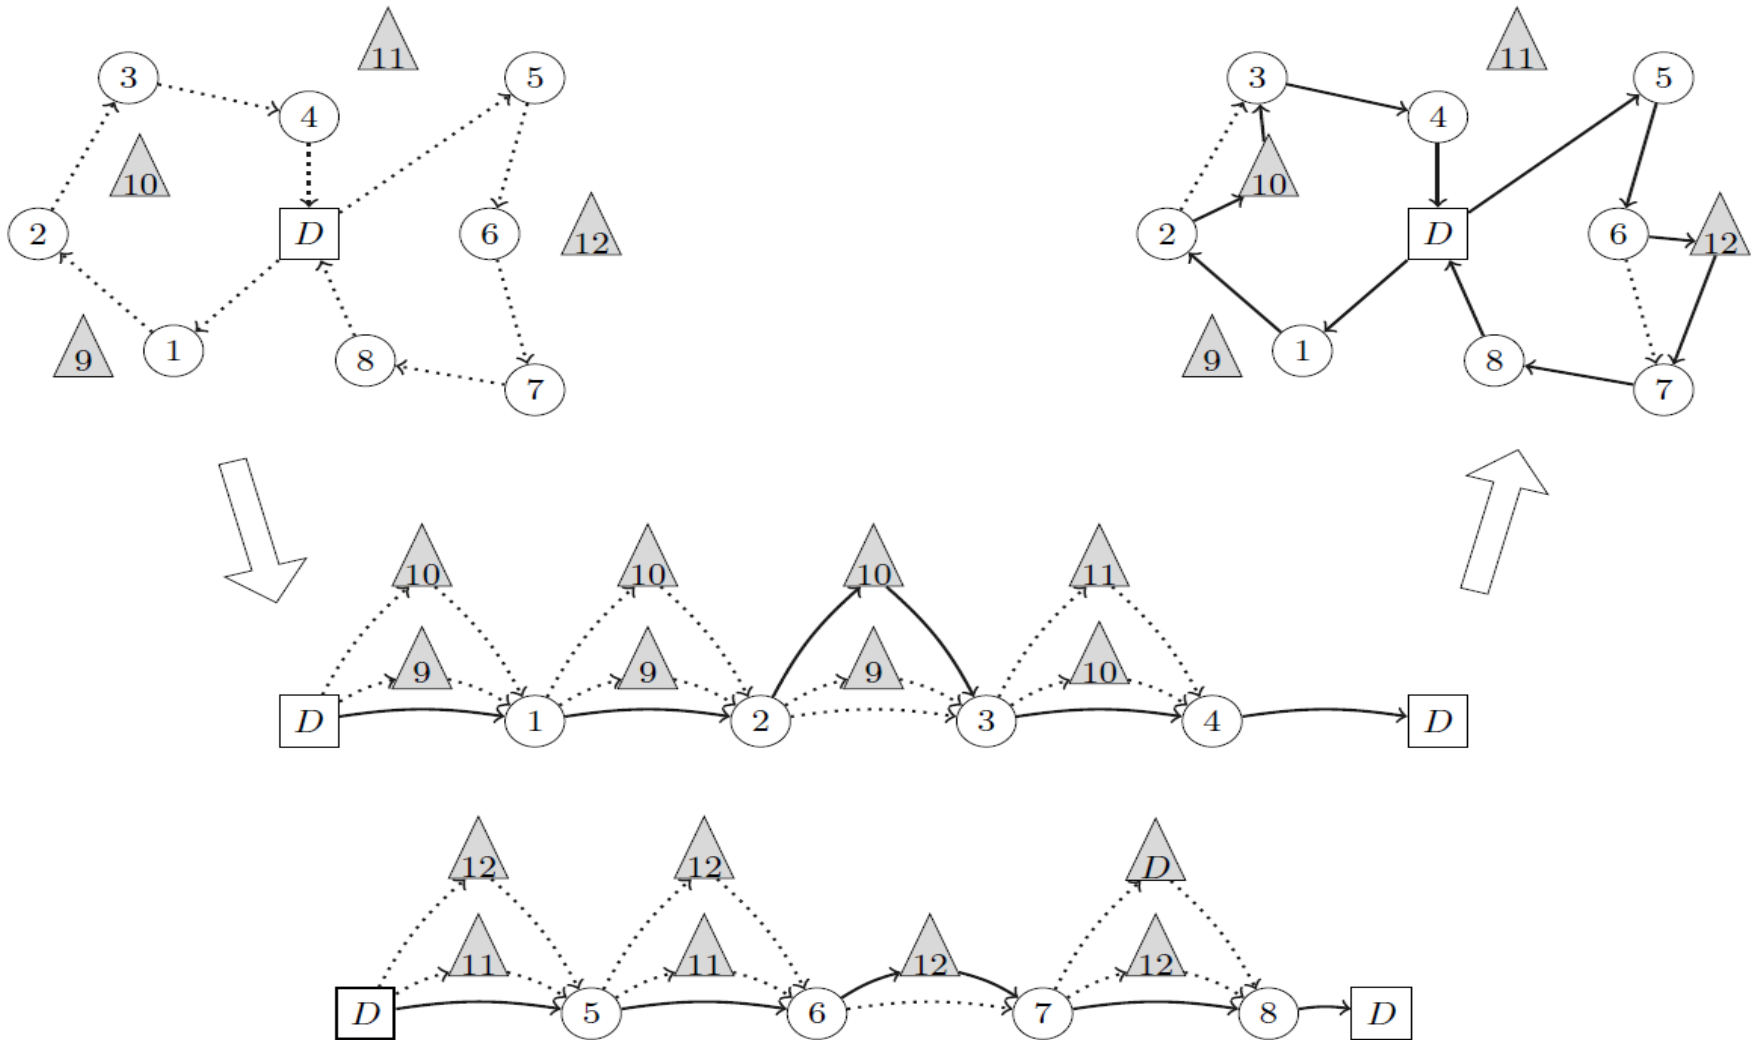 11 11
3 5 3 5
4 4
10 10
2 D 6 12 2 D 6 12
9 1 8 7 9 1 8 7
10 10 10 11
9 9 9 10
D 1 2 3 4 D
12 12 D
11 11 12 12
D 5 6 7 8 D